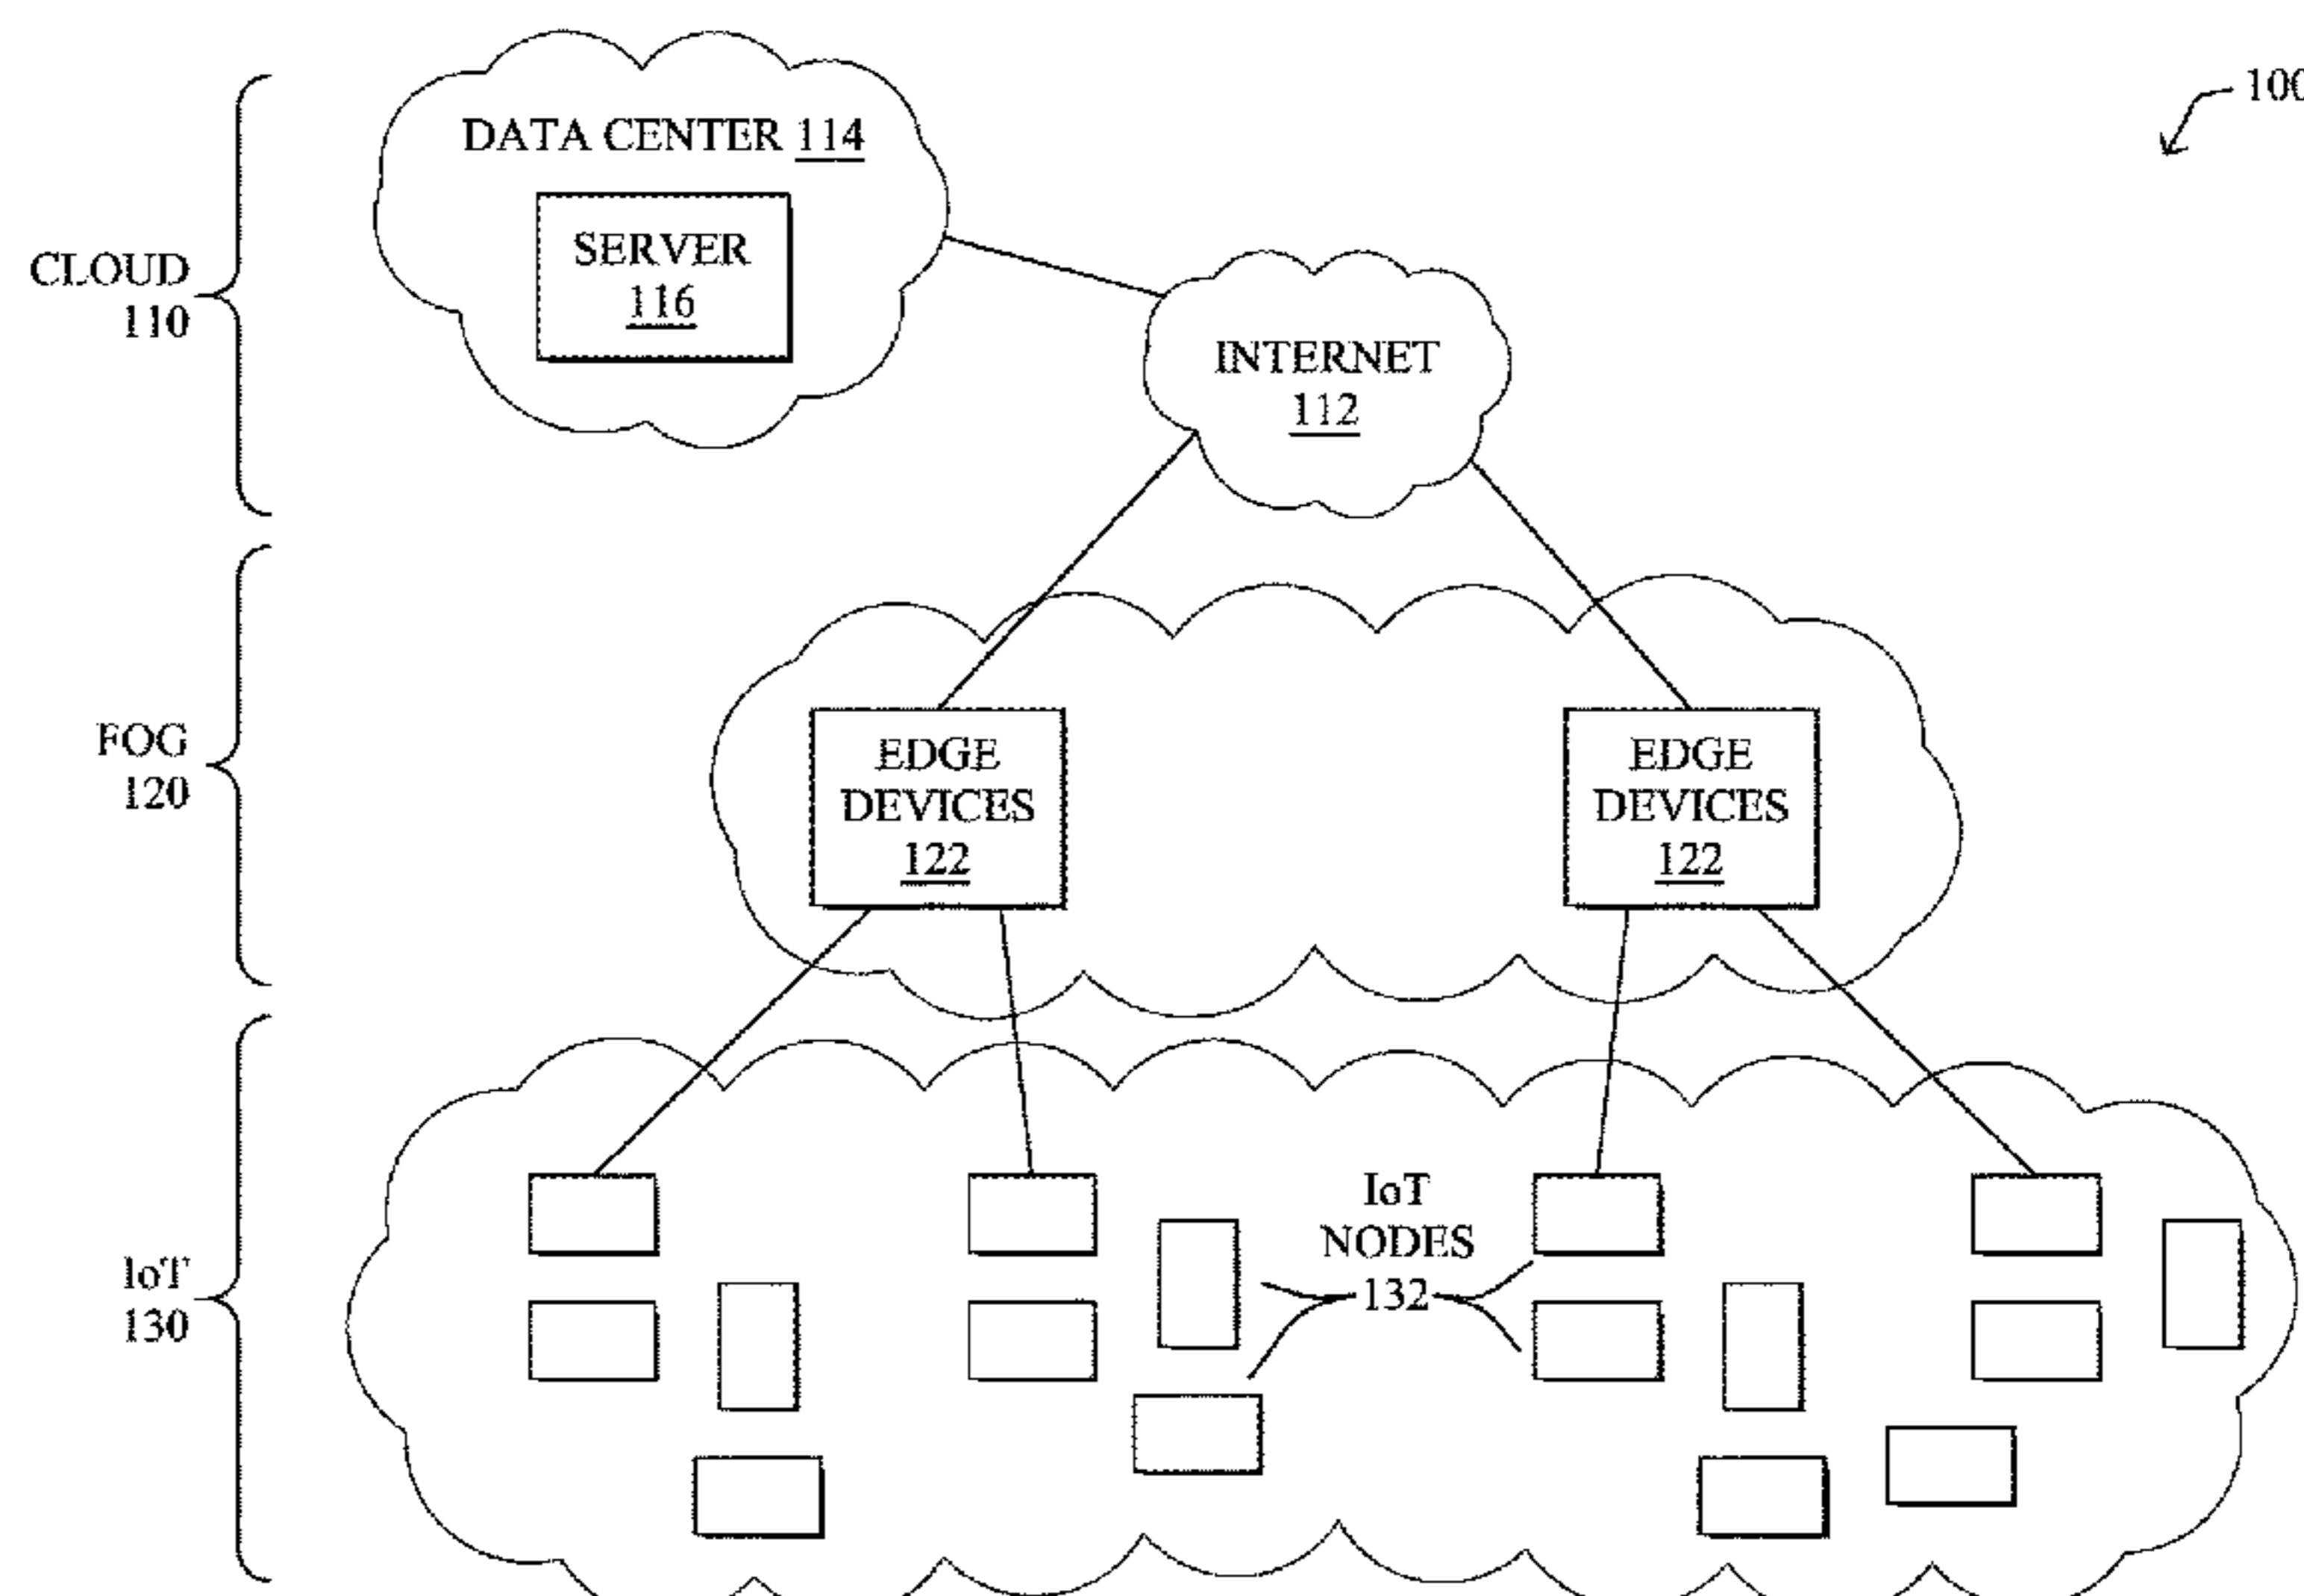 100
DATA CENTER 114
SERVER
116
CLOUD
110
INTERNET
112
FOG
120
EDGE
DEVICES
122
EDGE
DEVICES
122
IoT
130
IoT
NODES
132